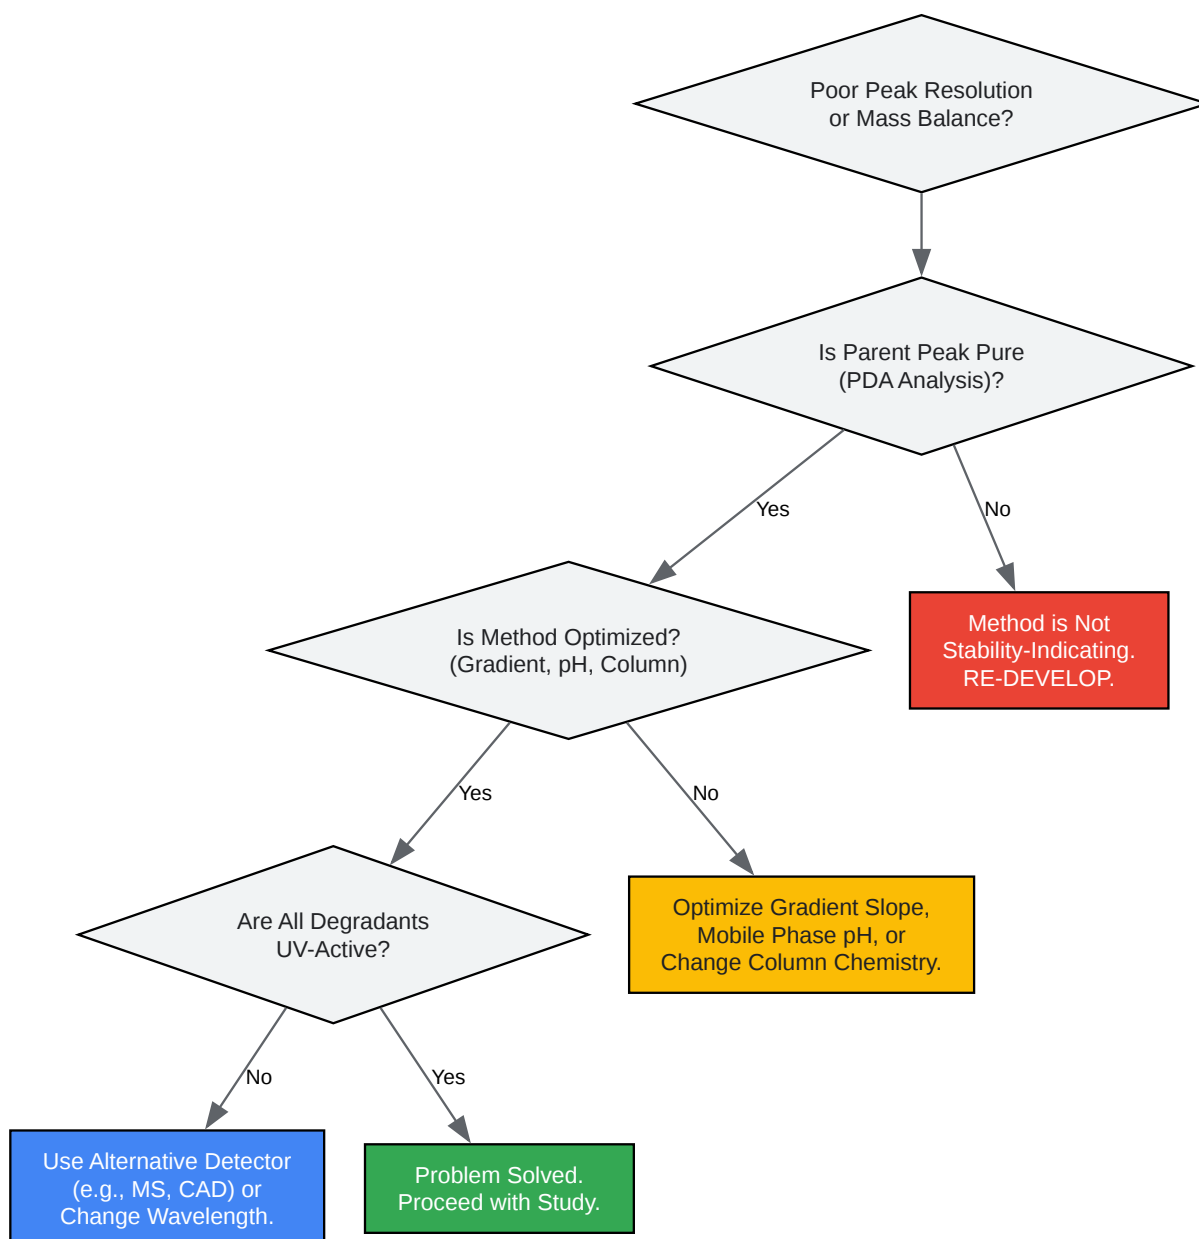 Poor Peak Resolution
or Mass Balance?
Is Parent Peak Pure
(PDA Analysis)?
Yes
No
Is Method Optimized?
(Gradient, pH, Column)
Method is Not
Stability-Indicating.
RE-DEVELOP.
Yes
No
Are All Degradants
UV-Active?
Optimize Gradient Slope,
Mobile Phase pH, or
Change Column Chemistry.
No
Yes
Use Alternative Detector
(e.g., MS, CAD) or
Change Wavelength.
Problem Solved.
Proceed with Study.